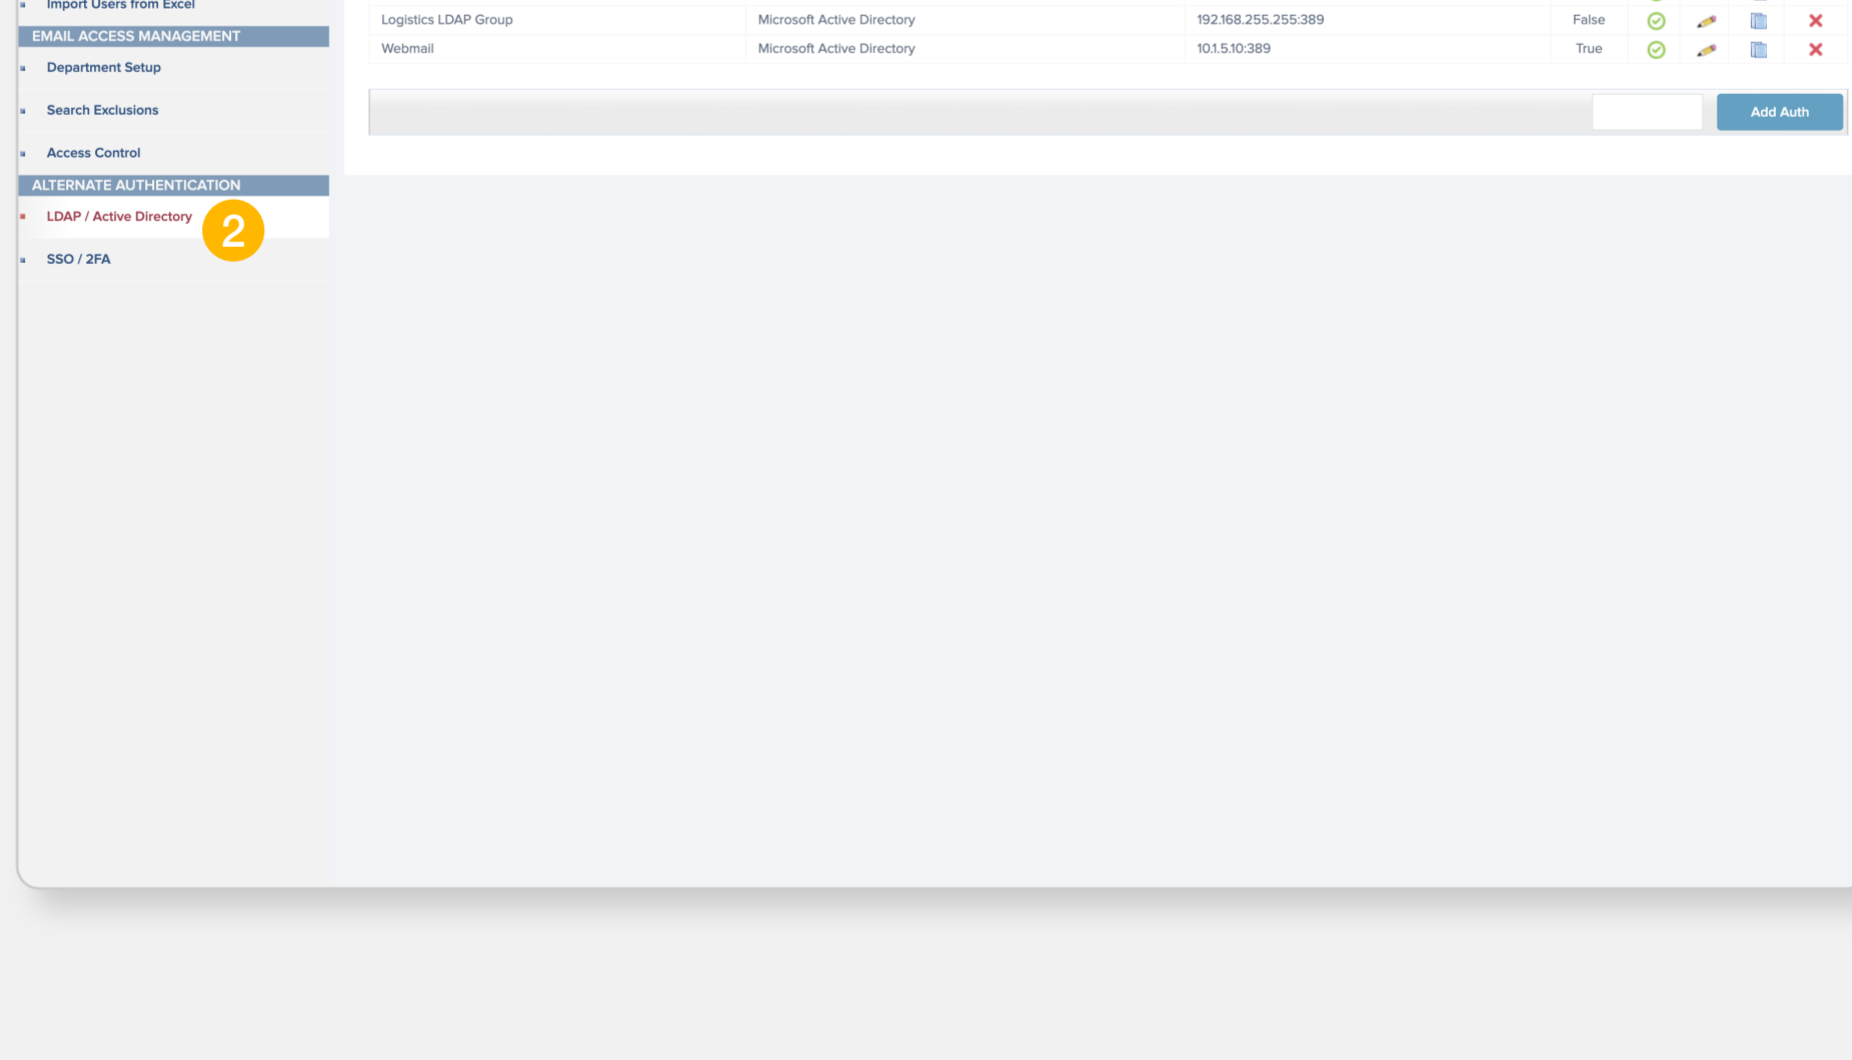 Import Users from Excel
EMAIL ACCESS MANAGEMENT
Department Setup
Search Exclusions
Access Control
ALTERNATE AUTHENTICATION
LDAP / Active Directory
2
SSO / 2FA
Logistics LDAP Group Microsoft Active Directory 192.168.255.255:389 False
Webmail Microsoft Active Directory 10.1.5.10:389 True
Add Auth